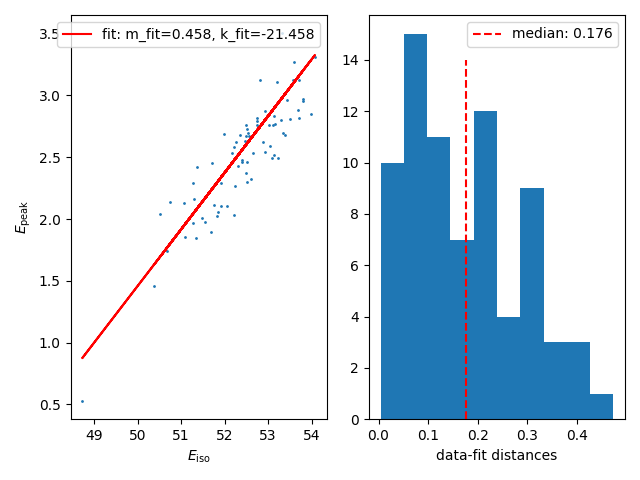 fit: m_fit=0.458, k_fit=-21.458
3.5
3.0
2.5
2.0
1.5
1.0
0.5
E_peak
49 50 51 52 53 54
E_iso
median: 0.176
14
12
10
8
6
4
2
0
0.0 0.1 0.2 0.3 0.4
data-fit distances